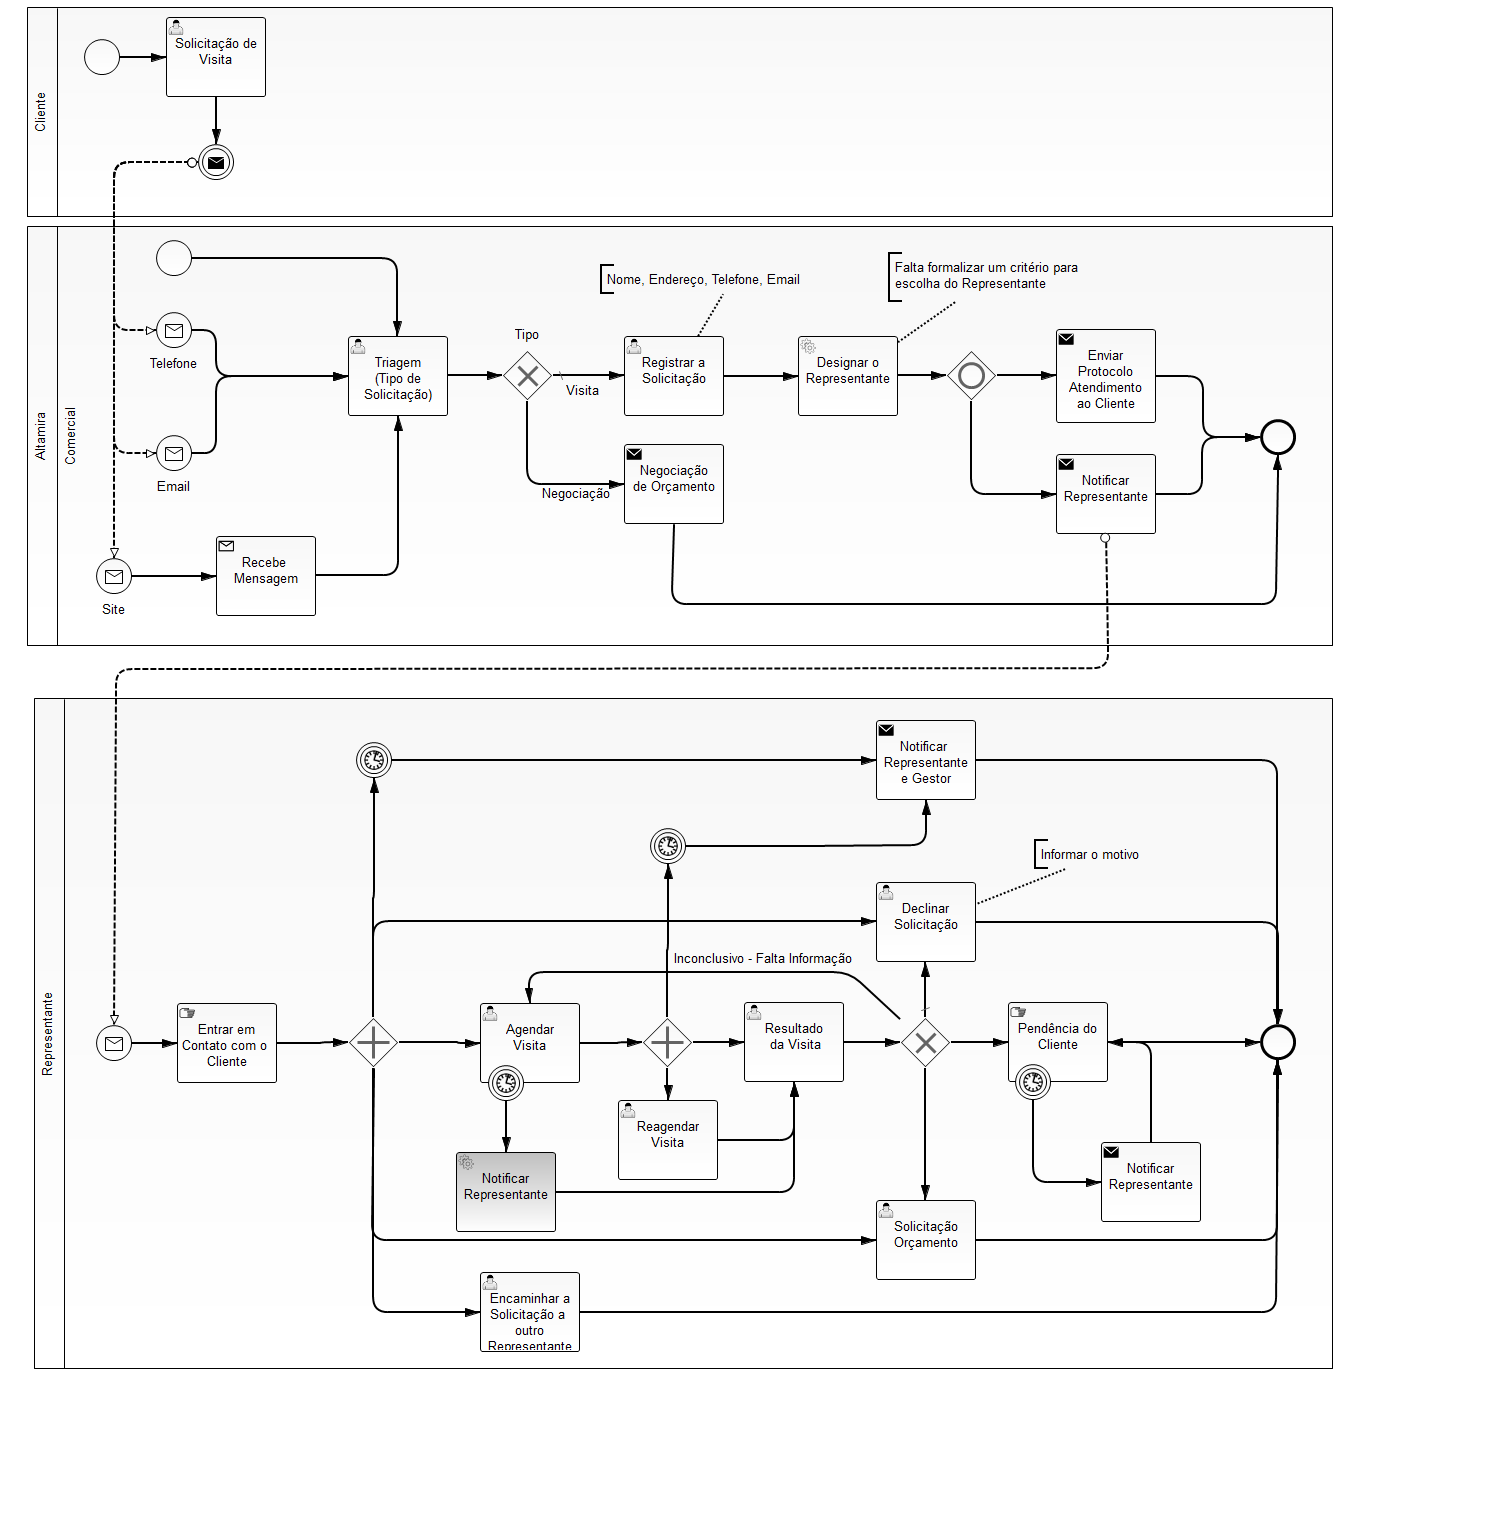 Cliente
Solicitação de
Visita
Altamira
Comercial
Telefone
Email
Site
Recebe
Mensagem
Triagem
(Tipo de
Solicitação)
Tipo
Visita
Negociação
Nome, Endereço, Telefone, Email
Registrar a
Solicitação
Negociação
de Orçamento
Falta formalizar um critério para
escolha do Representante
Designar o
Representante
Enviar
Protocolo
Atendimento
ao Cliente
Notificar
Representante
Representante
Entrar em
Contato com o
Cliente
Notificar
Representante
e Gestor
Informar o motivo
Declinar
Solicitação
Inconclusivo - Falta Informação
Agendar
Visita
Resultado
da Visita
Pendência do
Cliente
Reagendar
Visita
Notificar
Representante
Notificar
Representante
Solicitação
Orçamento
Encaminhar a
Solicitação a
outro
Representante